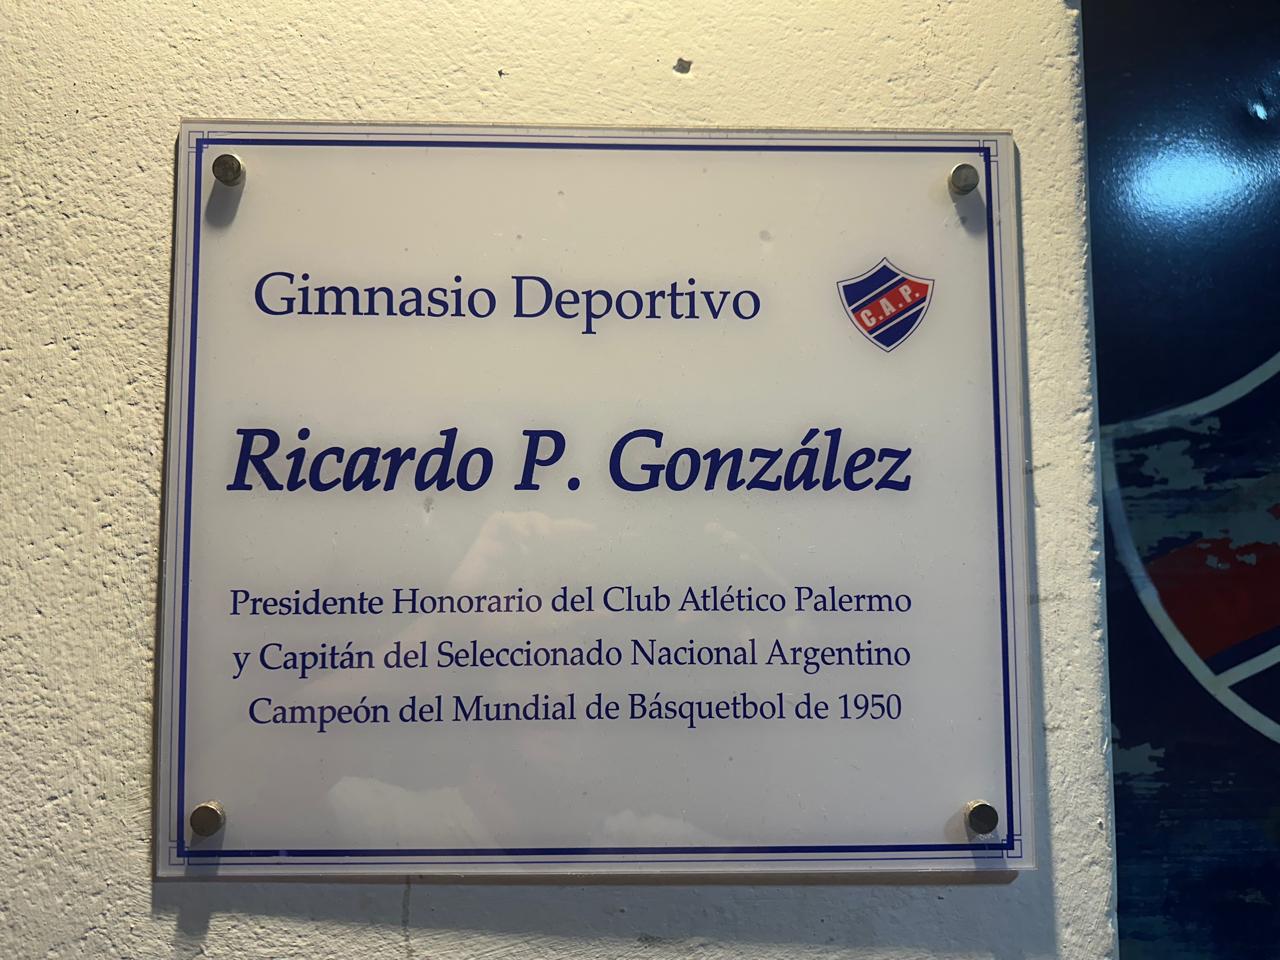 Gimnasio Deportivo
C.A.P.
Ricardo P. González
Presidente Honorario del Club Atlético Palermo
y Capitán del Seleccionado Nacional Argentino
Campeón del Mundial de Básquetbol de 1950